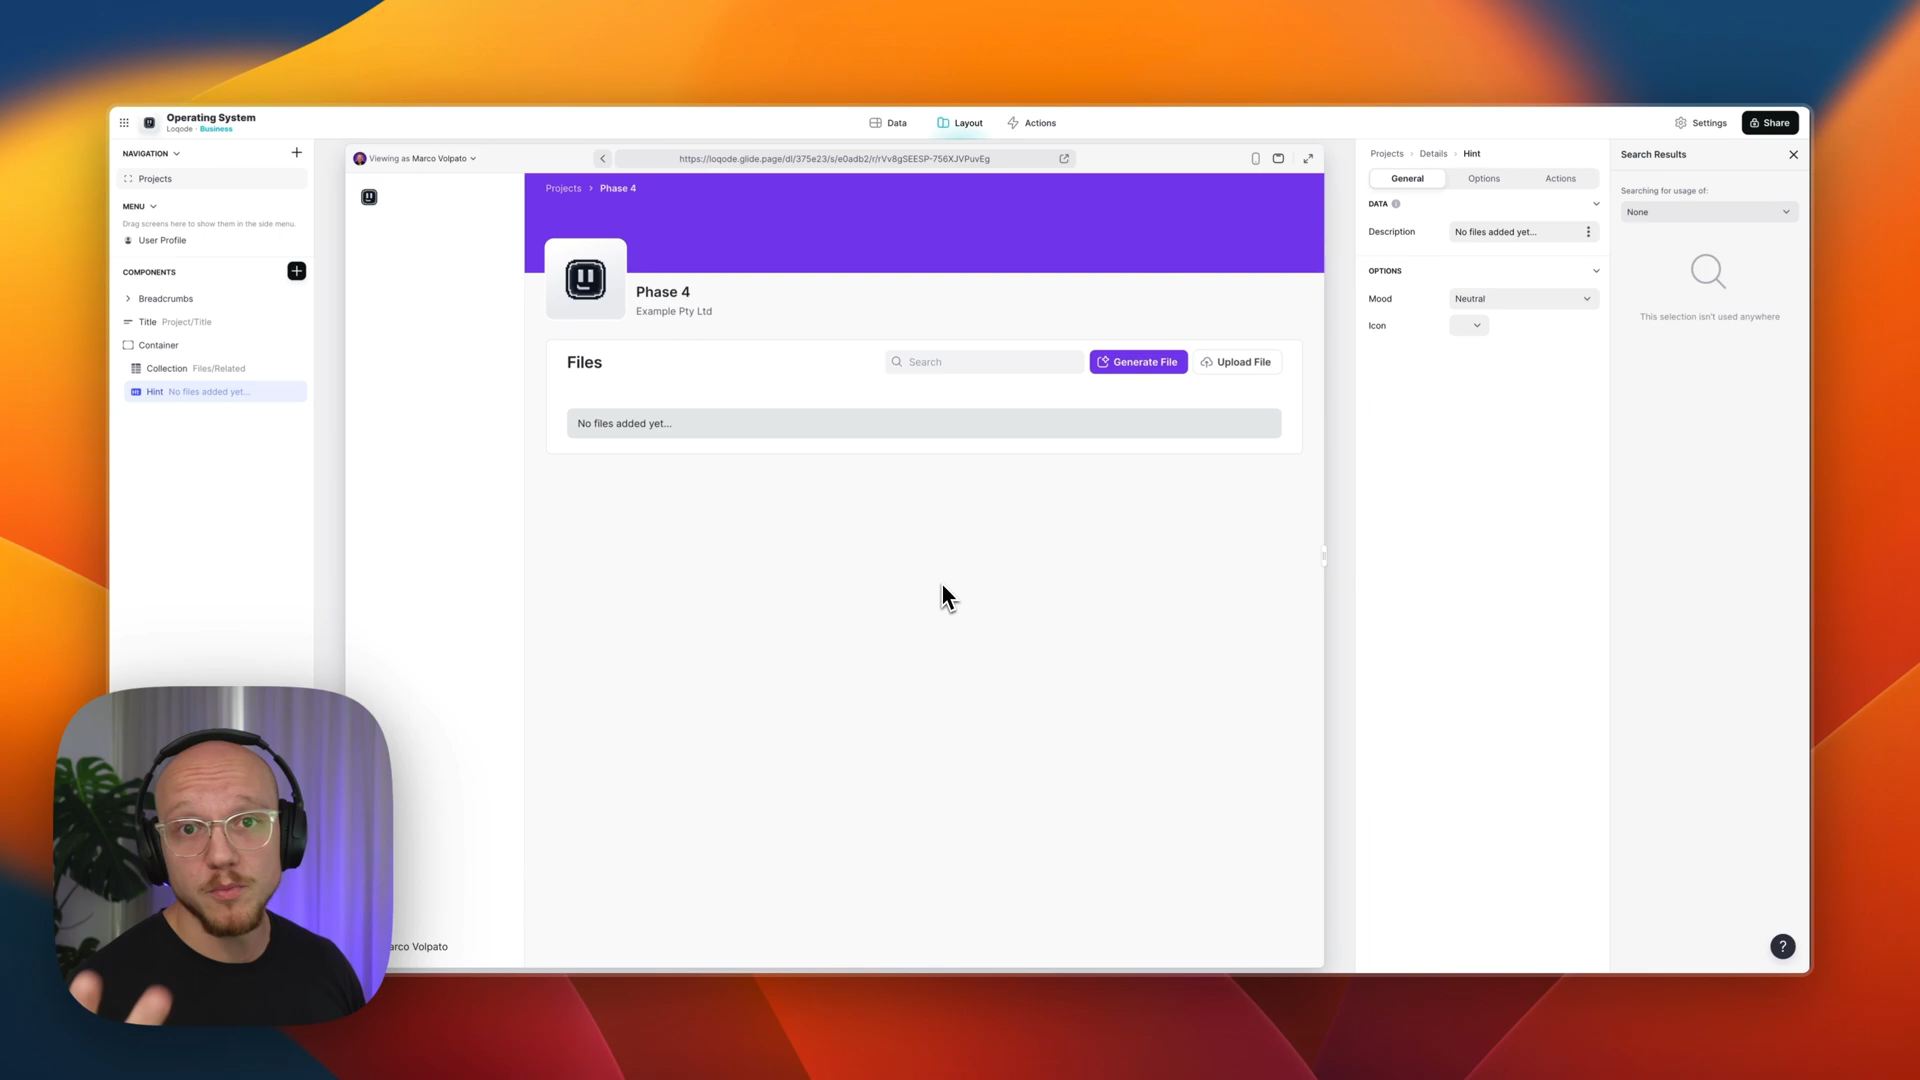 Operating System
Loqode · Business
Data
Layout
Actions
Settings
Share
NAVIGATION
Projects
MENU
Drag screens here to show them in the side menu.
User Profile
COMPONENTS
Breadcrumbs
Title Project/Title
Container
Collection Files/Related
Hint No files added yet...
Viewing as Marco Volpato
https://loqode.glide.page/dl/375e23/s/e0adb2/r/rVv8gSEESP-756XJVPuvEg
Projects > Phase 4
Phase 4
Example Pty Ltd
Files
Search
Generate File
Upload File
No files added yet...
arco Volpato
Projects > Details > Hint
General
Options
Actions
DATA
Description
No files added yet...
OPTIONS
Mood
Neutral
Icon
Search Results
Searching for usage of:
None
This selection isn't used anywhere
?